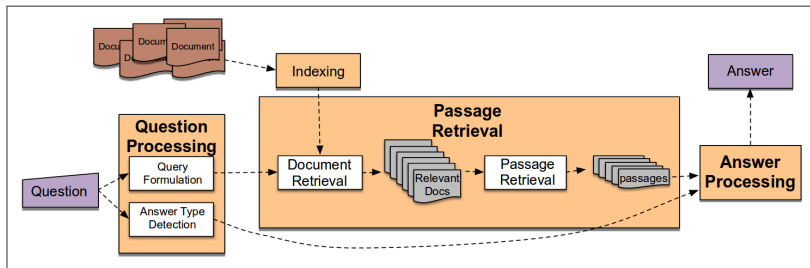 Document
Docu
Document
D
Indexing
Answer
Passage
Retrieval
Question
Processing
Query
Formulation
Document
Retrieval
Relevant
Docs
Passage
Retrieval
passages
Answer
Processing
Question
Answer Type
Detection